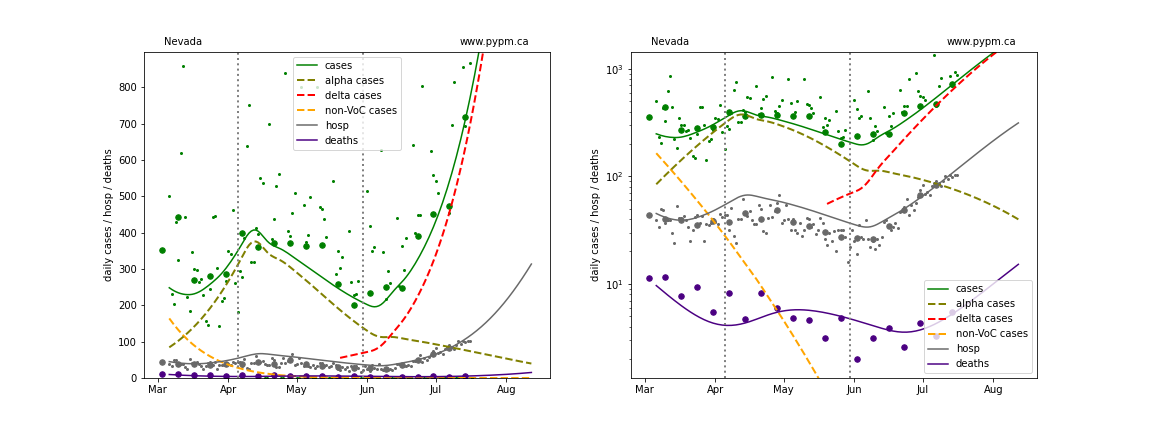 Nevada
www.pypm.ca
daily cases / hosp / deaths
800
700
600
500
400
300
200
100
0
Mar
Apr
May
Jun
Jul
Aug
cases
alpha cases
delta cases
non-VoC cases
hosp
deaths
Nevada
www.pypm.ca
daily cases / hosp / deaths
10³
10²
10¹
Mar
Apr
May
Jun
Jul
Aug
cases
alpha cases
delta cases
non-VoC cases
hosp
deaths